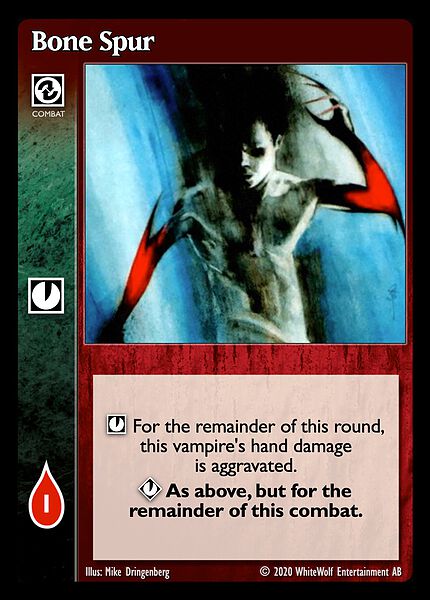 Bone Spur
COMBAT
For the remainder of this round,
this vampire's hand damage
is aggravated.
As above, but for the
remainder of this combat.
1
Illus: Mike Dringenberg © 2020 WhiteWolf Entertainment AB